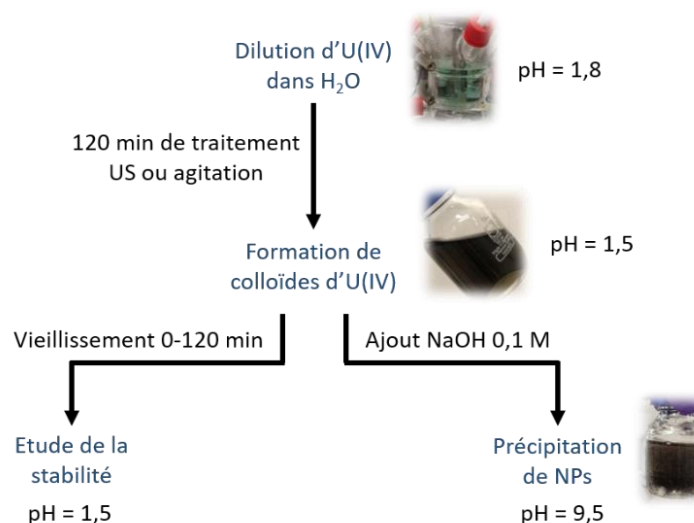 Dilution d'U(IV)
dans H₂O
pH = 1,8
120 min de traitement
US ou agitation
Formation de
colloïdes d'U(IV)
pH = 1,5
Vieillissement 0-120 min
Ajout NaOH 0,1 M
Etude de la
stabilité
pH = 1,5
Précipitation
de NPs
pH = 9,5